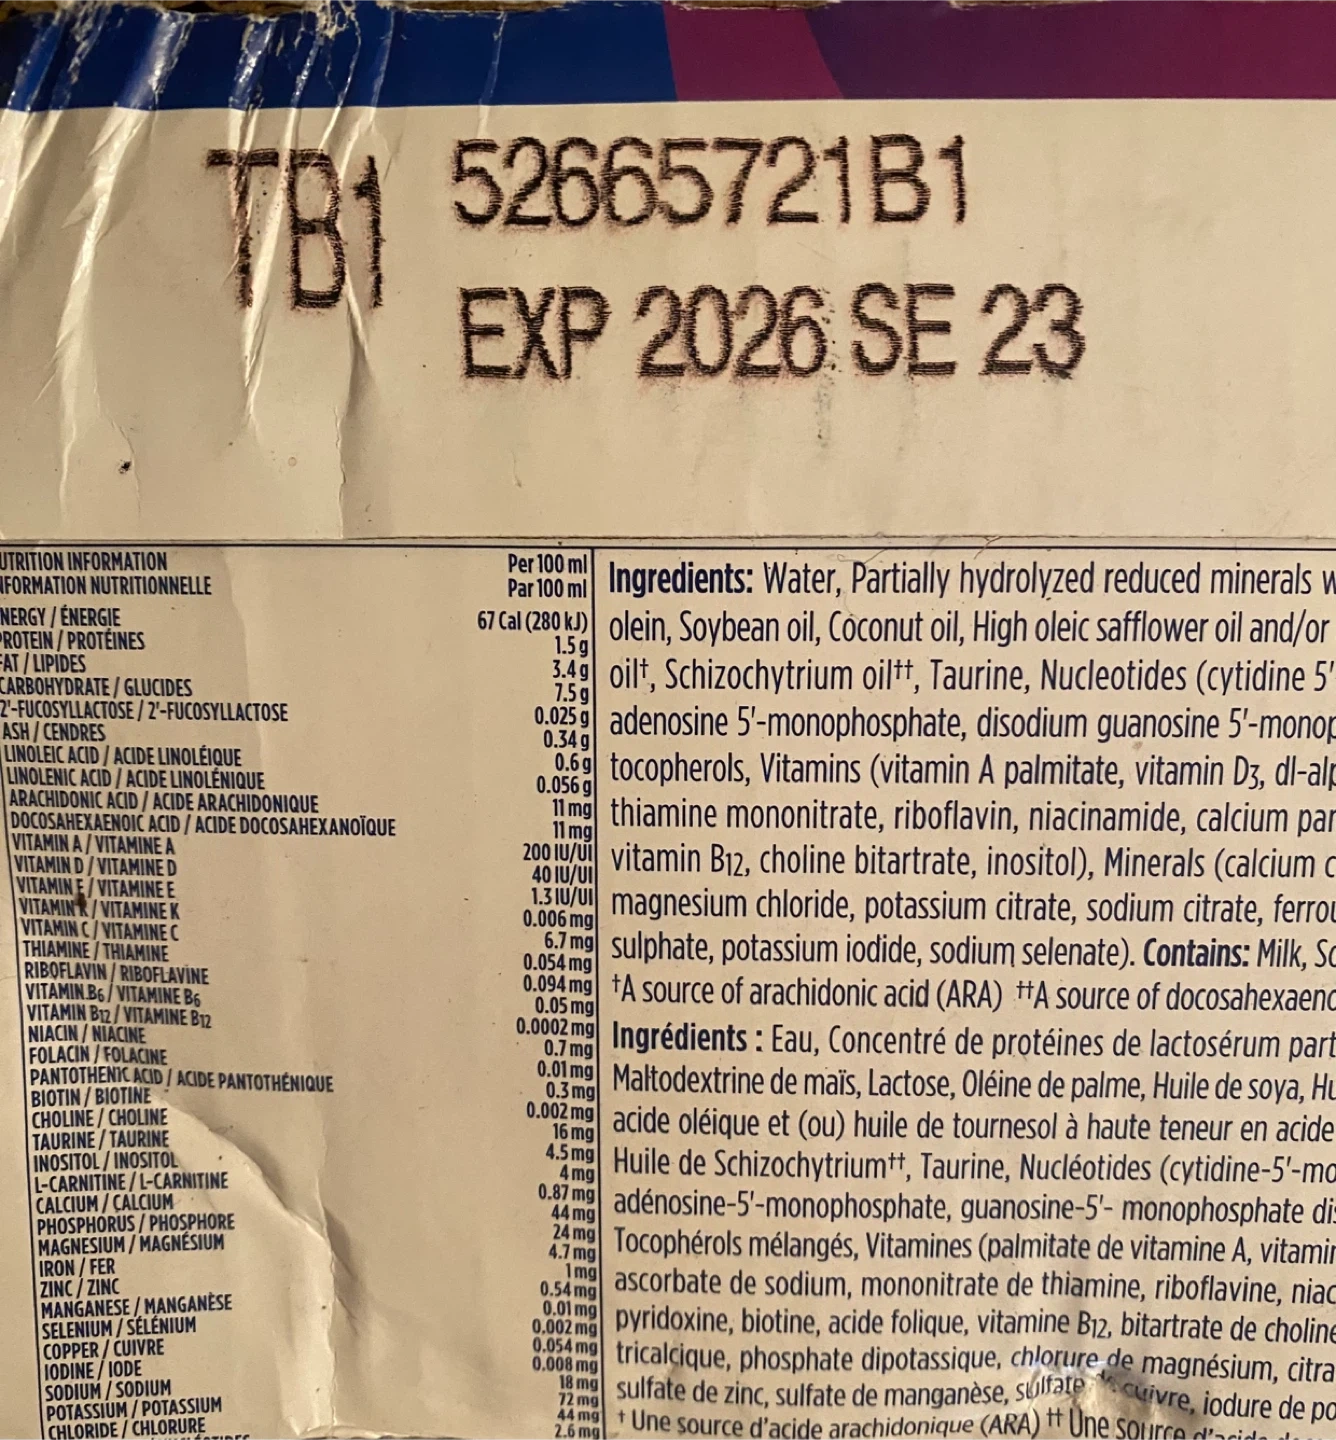 TB1 52665721B1
EXP 2026 SE 23
UTRITION INFORMATION Per 100 ml
NFORMATION NUTRITIONNELLE Par 100 ml
NERGY / ÉNERGIE 67 Cal (280 kJ)
PROTEIN / PROTÉINES 1.5 g
FAT / LIPIDES 3.4 g
CARBOHYDRATE / GLUCIDES 7.5 g
2'-FUCOSYLLACTOSE / 2'-FUCOSYLLACTOSE 0.025 g
ASH / CENDRES 0.34 g
LINOLEIC ACID / ACIDE LINOLÉIQUE 0.6 g
LINOLENIC ACID / ACIDE LINOLÉNIQUE 0.056 g
ARACHIDONIC ACID / ACIDE ARACHIDONIQUE 11 mg
DOCOSAHEXAENOIC ACID / ACIDE DOCOSAHEXANOÏQUE 11 mg
VITAMIN A / VITAMINE A 200 IU/UI
VITAMIN D / VITAMINE D 40 IU/UI
VITAMIN E / VITAMINE E 1.3 IU/UI
VITAMIN K / VITAMINE K 0.006 mg
VITAMIN C / VITAMINE C 6.7 mg
THIAMINE / THIAMINE 0.054 mg
RIBOFLAVIN / RIBOFLAVINE 0.094 mg
VITAMIN B6 / VITAMINE B6 0.05 mg
VITAMIN B12 / VITAMINE B12 0.0002 mg
NIACIN / NIACINE 0.7 mg
FOLACIN / FOLACINE 0.01 mg
PANTOTHENIC ACID / ACIDE PANTOTHÉNIQUE 0.3 mg
BIOTIN / BIOTINE 0.002 mg
CHOLINE / CHOLINE 16 mg
TAURINE / TAURINE 4.5 mg
INOSITOL / INOSITOL 4 mg
L-CARNITINE / L-CARNITINE 0.87 mg
CALCIUM / CALCIUM 44 mg
PHOSPHORUS / PHOSPHORE 24 mg
MAGNESIUM / MAGNÉSIUM 4.7 mg
IRON / FER 1 mg
ZINC / ZINC 0.54 mg
MANGANESE / MANGANÈSE 0.01 mg
SELENIUM / SÉLÉNIUM 0.002 mg
COPPER / CUIVRE 0.054 mg
IODINE / IODE 0.008 mg
SODIUM / SODIUM 18 mg
POTASSIUM / POTASSIUM 72 mg
CHLORIDE / CHLORURE 44 mg
2.6 mg
Ingredients: Water, Partially hydrolyzed reduced minerals w
olein, Soybean oil, Coconut oil, High oleic safflower oil and/or
oil†, Schizochytrium oil††, Taurine, Nucleotides (cytidine 5'-
adenosine 5'-monophosphate, disodium guanosine 5'-monop
tocopherols, Vitamins (vitamin A palmitate, vitamin D3, dl-alp
thiamine mononitrate, riboflavin, niacinamide, calcium pan
vitamin B12, choline bitartrate, inositol), Minerals (calcium c
magnesium chloride, potassium citrate, sodium citrate, ferrou
sulphate, potassium iodide, sodium selenate). Contains: Milk, So
†A source of arachidonic acid (ARA) ††A source of docosahexaeno
Ingrédients : Eau, Concentré de protéines de lactosérum part
Maltodextrine de maïs, Lactose, Oléine de palme, Huile de soya, Hu
acide oléique et (ou) huile de tournesol à haute teneur en acide
Huile de Schizochytrium††, Taurine, Nucléotides (cytidine-5'-mo
adénosine-5'-monophosphate, guanosine-5'- monophosphate dis
Tocophérols mélangés, Vitamines (palmitate de vitamine A, vitamin
ascorbate de sodium, mononitrate de thiamine, riboflavine, niac
pyridoxine, biotine, acide folique, vitamine B12, bitartrate de choline
tricalcique, phosphate dipotassique, chlorure de magnésium, citra
sulfate de zinc, sulfate de manganèse, sulfate de cuivre, iodure de po
† Une source d'acide arachidonique (ARA) †† Une source d'acide